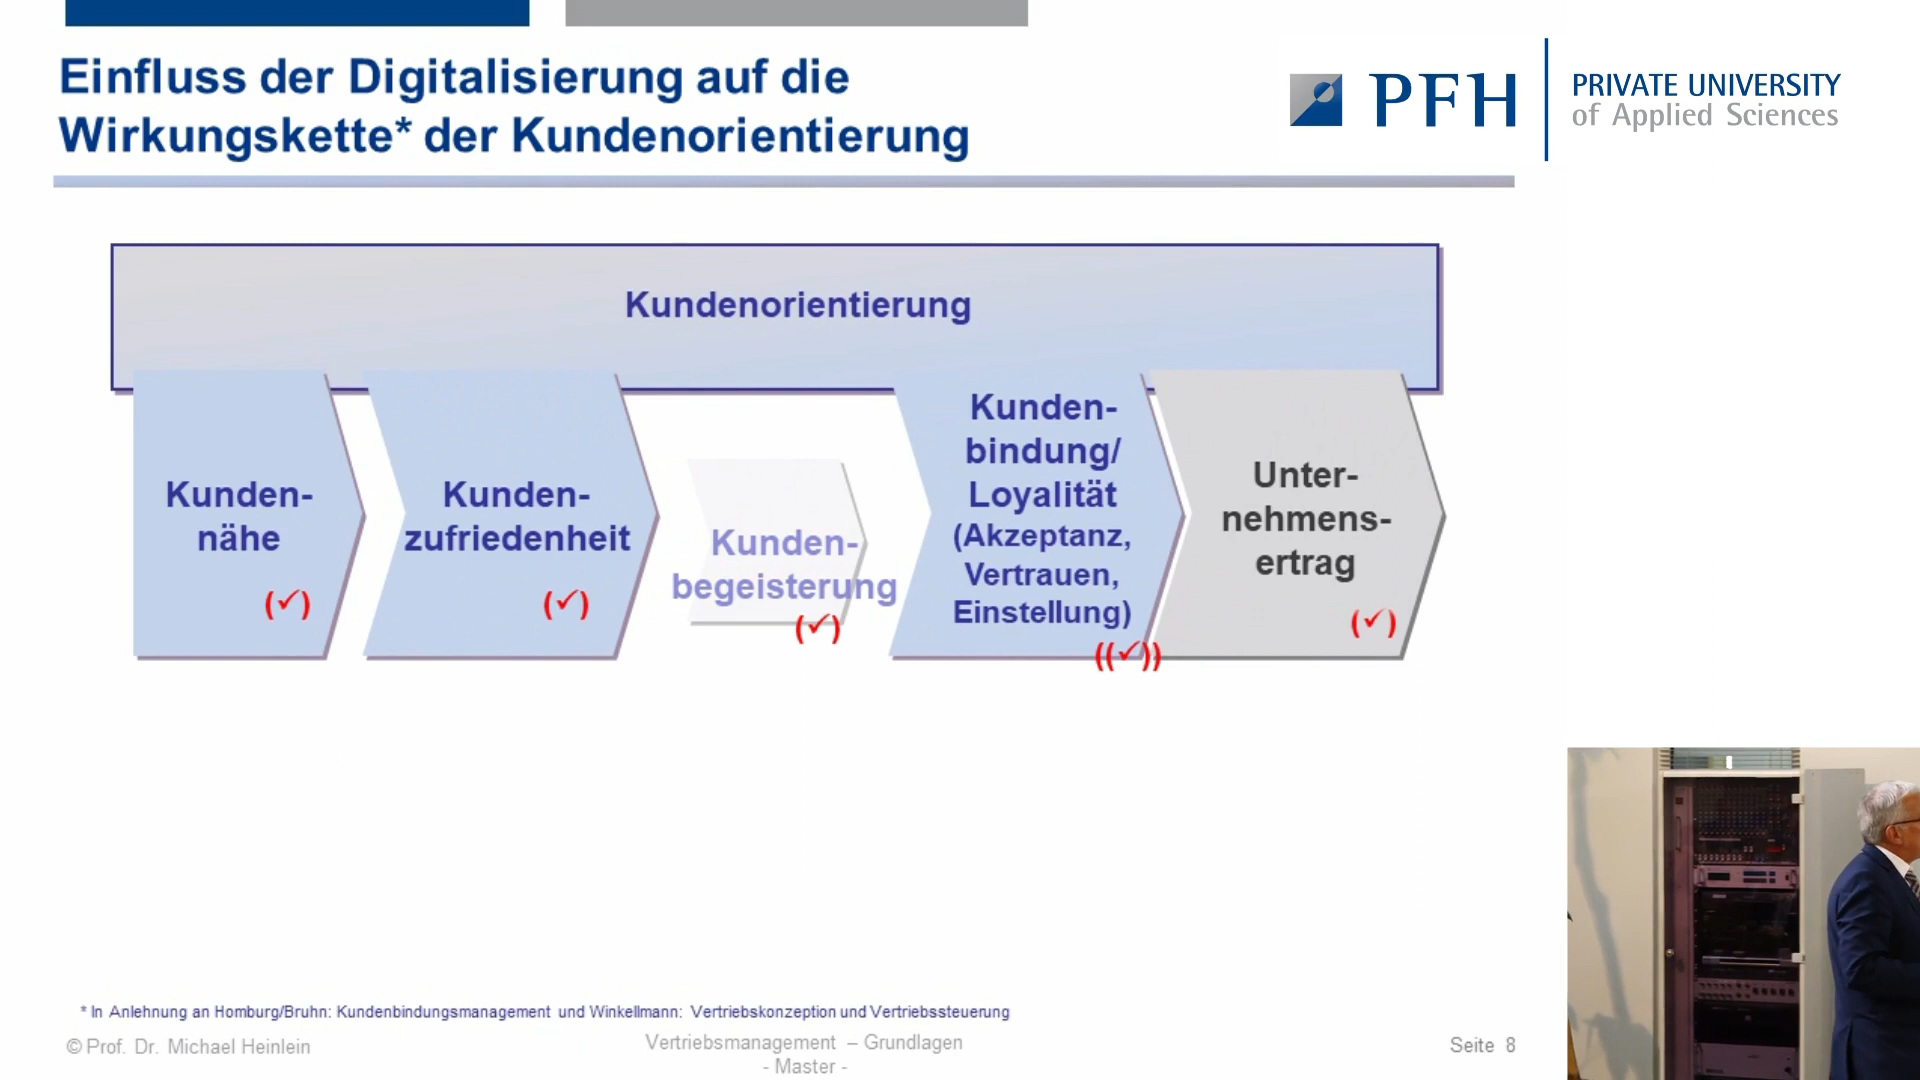 Einfluss der Digitalisierung auf die
Wirkungskette* der Kundenorientierung
PFH
PRIVATE UNIVERSITY
of Applied Sciences
Kundenorientierung
Kunden-
nähe
(✓)
Kunden-
zufriedenheit
(✓)
Kunden-
begeisterung
(✓)
Kunden-
bindung/
Loyalität
(Akzeptanz,
Vertrauen,
Einstellung)
((✓))
Unter-
nehmens-
ertrag
(✓)
* In Anlehnung an Homburg/Bruhn: Kundenbindungsmanagement und Winkellmann: Vertriebskonzeption und Vertriebssteuerung
© Prof. Dr. Michael Heinlein
Vertriebsmanagement – Grundlagen
- Master -
Seite 8